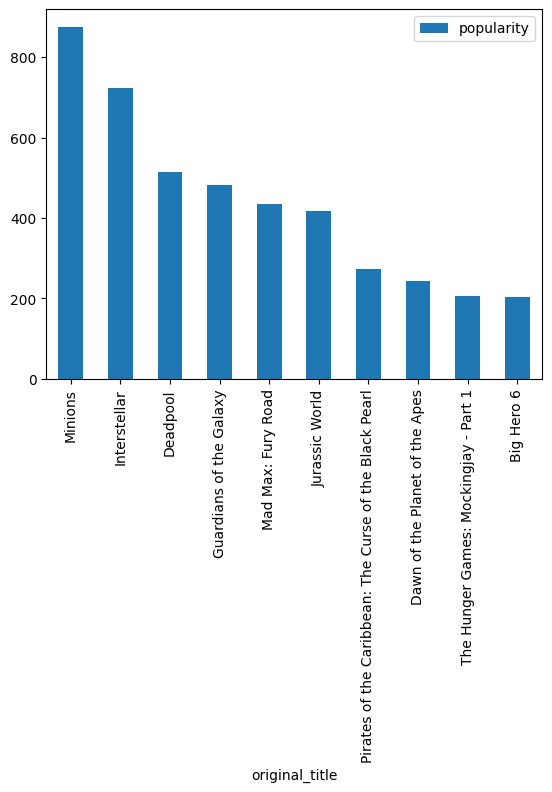 popularity
800
600
400
200
0
Minions
Interstellar
Deadpool
Guardians of the Galaxy
Mad Max: Fury Road
Jurassic World
Pirates of the Caribbean: The Curse of the Black Pearl
Dawn of the Planet of the Apes
The Hunger Games: Mockingjay - Part 1
Big Hero 6
original_title